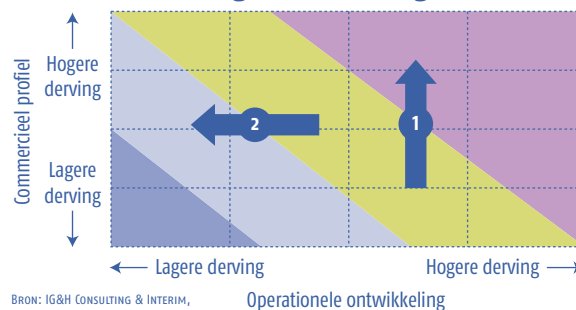 Commercieel profiel
Hogere
derving
Lagere
derving
2
1
Lagere derving
Hogere derving
Operationele ontwikkeling
Bron: IG&H Consulting & Interim,